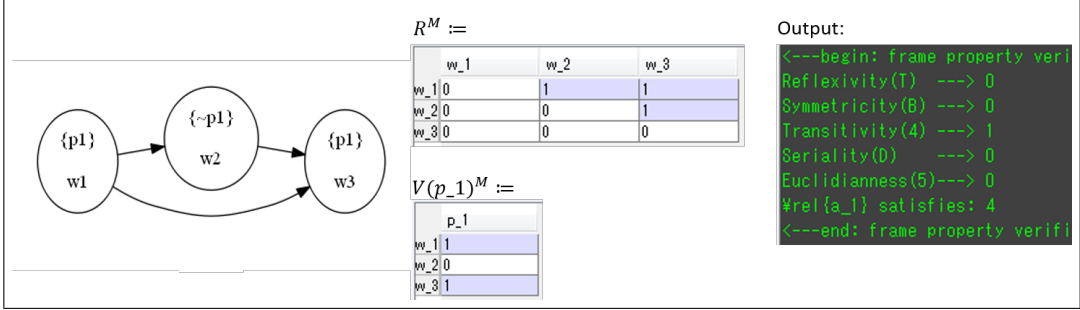 {p1}
w1
{~p1}
w2
{p1}
w3
R^M :=
w_1 w_2 w_3
w_1 0 1 1
w_2 0 0 1
w_3 0 0 0
V(p_1)^M :=
p_1
w_1 1
w_2 0
w_3 1
Output:
<---begin: frame property veri
Reflexivity(T) ---> 0
Symmetricity(B) ---> 0
Transitivity(4) ---> 1
Seriality(D) ---> 0
Euclidianness(5)---> 0
¥rel{a_1} satisfies: 4
<---end: frame property verifi